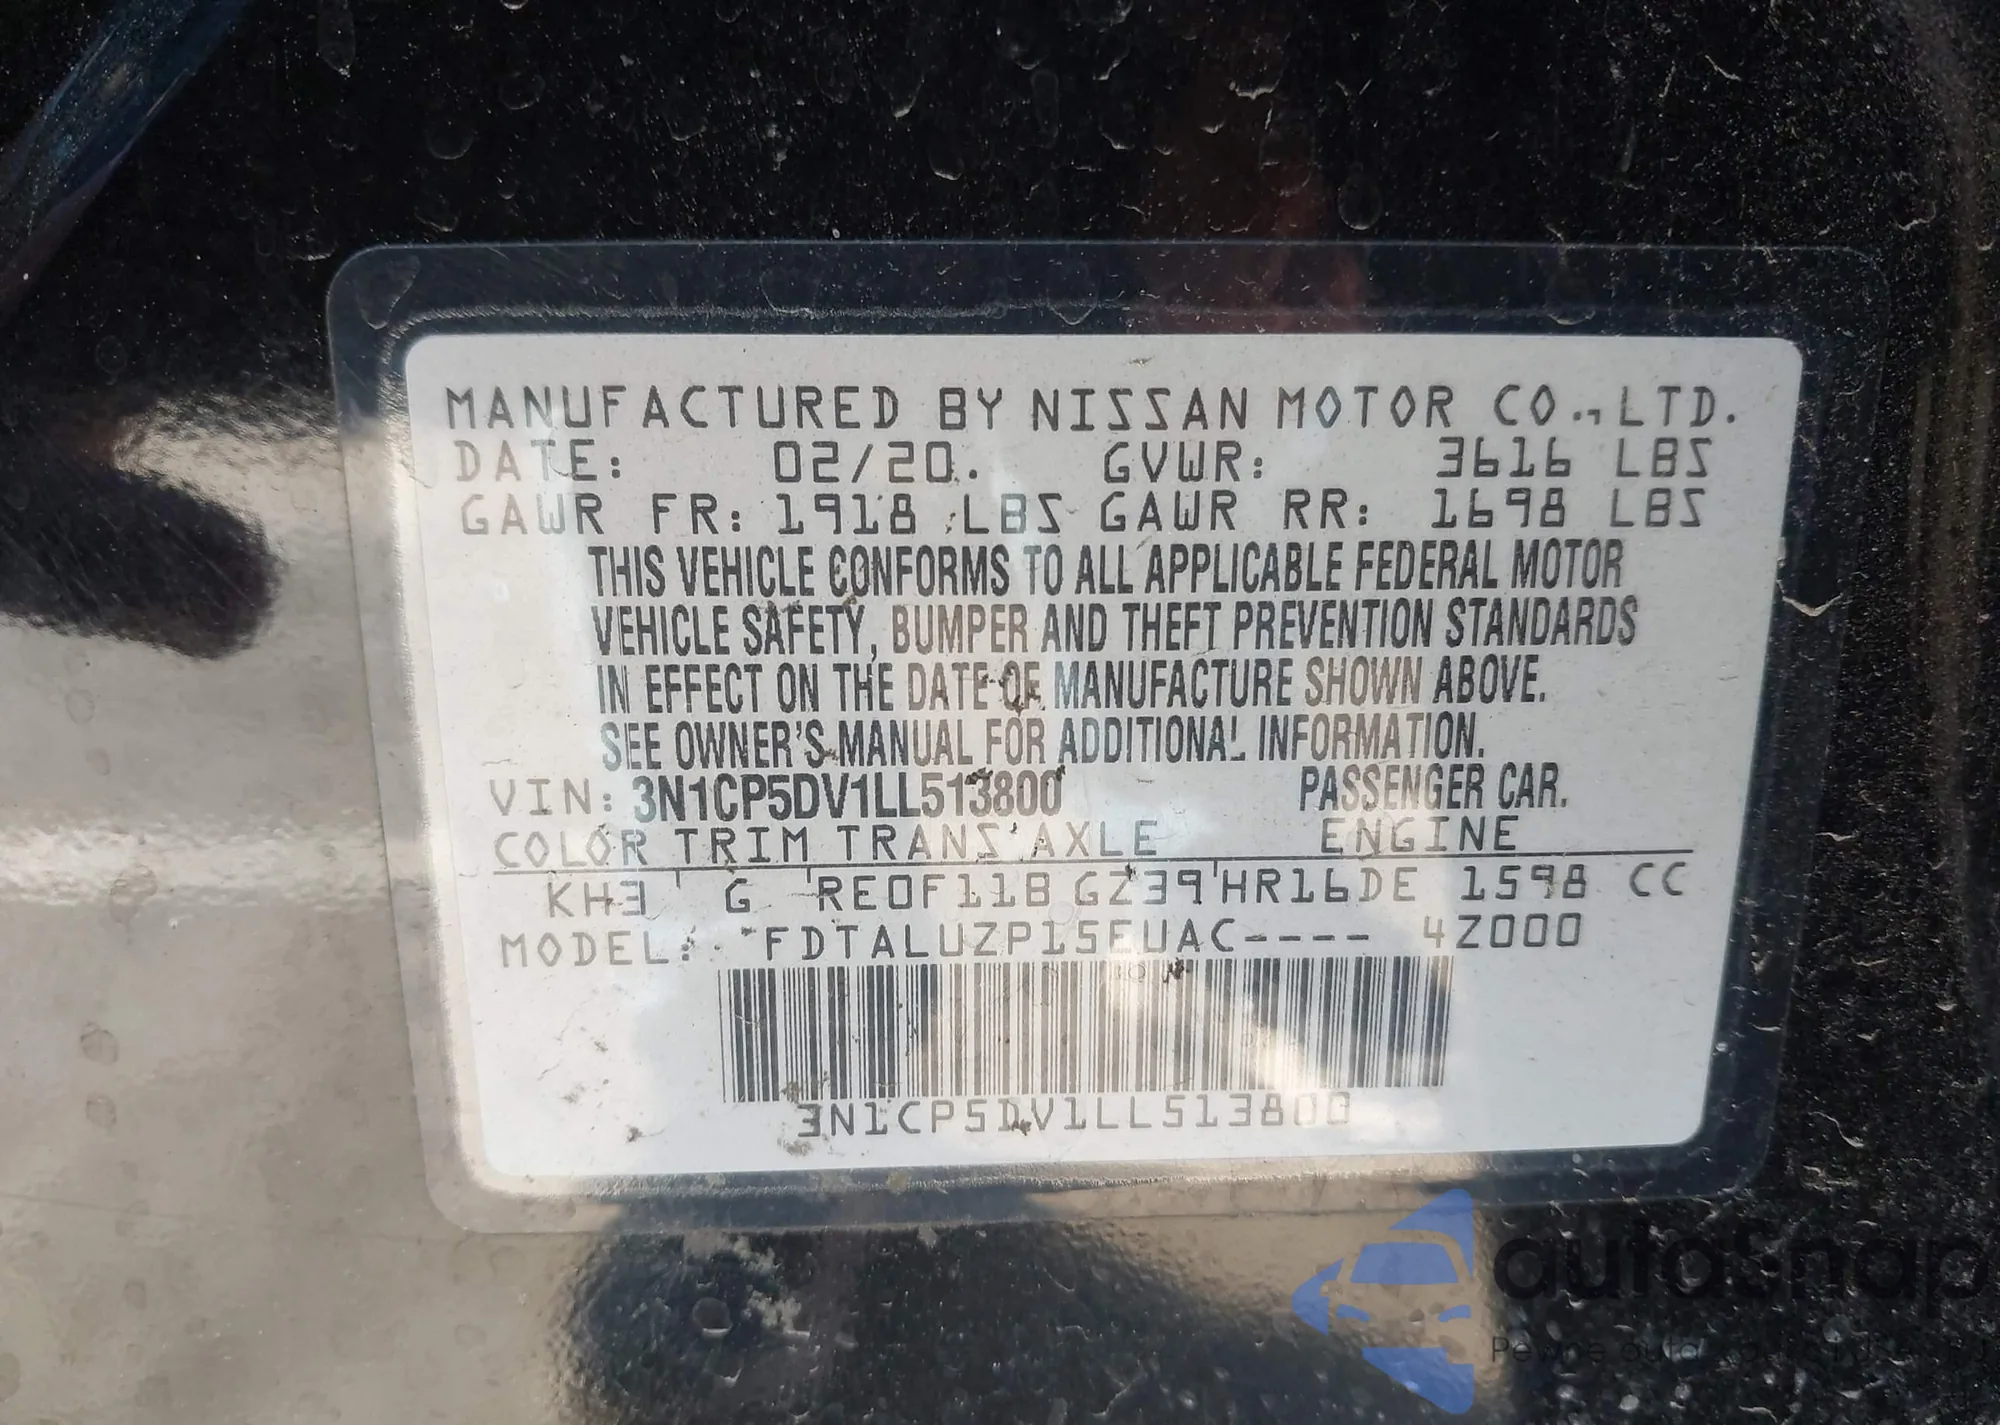 MANUFACTURED BY NISSAN MOTOR CO., LTD.
DATE: 02/20. GVWR: 3616 LBS
GAWR FR: 1918 LBS GAWR RR: 1698 LBS
THIS VEHICLE CONFORMS TO ALL APPLICABLE FEDERAL MOTOR
VEHICLE SAFETY, BUMPER AND THEFT PREVENTION STANDARDS
IN EFFECT ON THE DATE OF MANUFACTURE SHOWN ABOVE.
SEE OWNER'S MANUAL FOR ADDITIONAL INFORMATION.
VIN: 3N1CP5DV1LL513800 PASSENGER CAR.
COLOR TRIM TRANS AXLE ENGINE
KH3 G RE0F11B GZ39 HR16DE 1598 CC
MODEL: FDTALUZP15EUAC---- 4Z000
3N1CP5DV1LL513800
autosnap